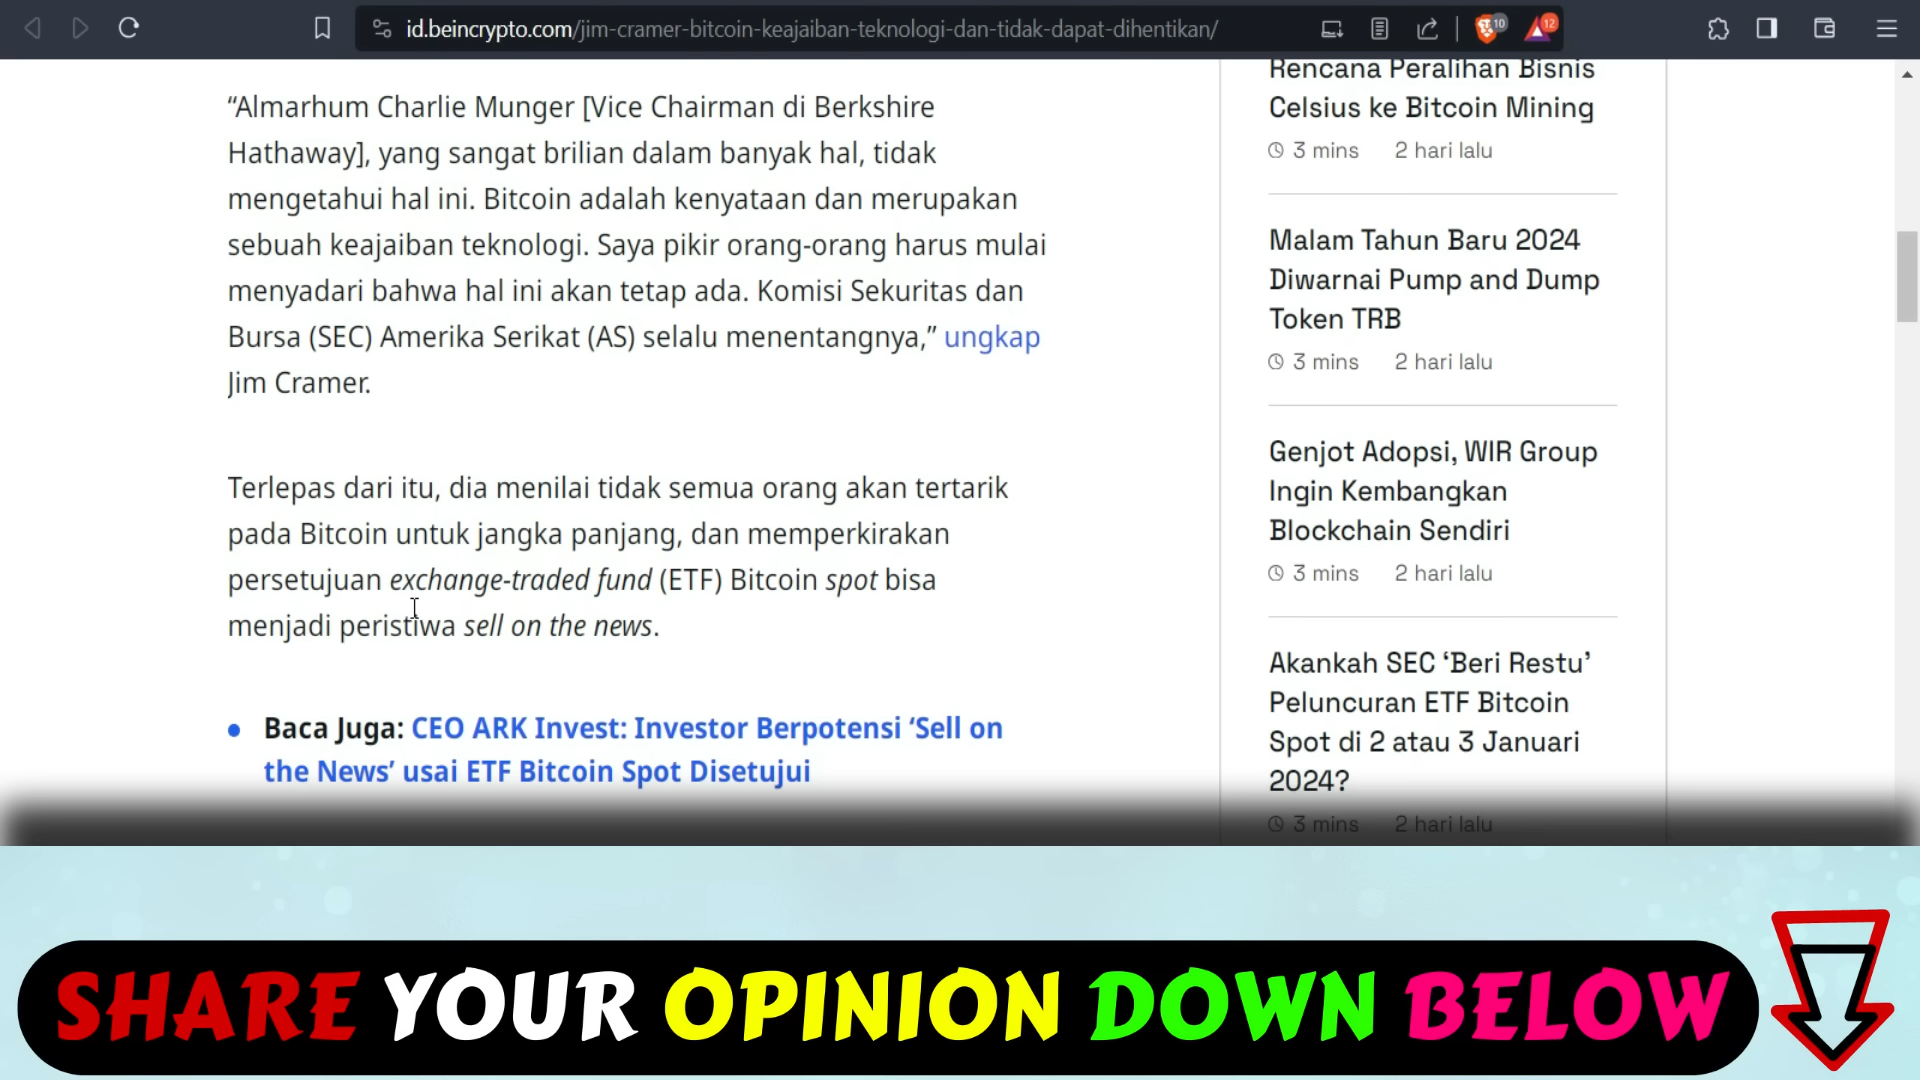 id.beincrypto.com/jim-cramer-bitcoin-keajaiban-teknologi-dan-tidak-dapat-dihentikan/
10
12
“Almarhum Charlie Munger [Vice Chairman di Berkshire
Hathaway], yang sangat brilian dalam banyak hal, tidak
mengetahui hal ini. Bitcoin adalah kenyataan dan merupakan
sebuah keajaiban teknologi. Saya pikir orang-orang harus mulai
menyadari bahwa hal ini akan tetap ada. Komisi Sekuritas dan
Bursa (SEC) Amerika Serikat (AS) selalu menentangnya,” ungkap
Jim Cramer.
Terlepas dari itu, dia menilai tidak semua orang akan tertarik
pada Bitcoin untuk jangka panjang, dan memperkirakan
persetujuan exchange-traded fund (ETF) Bitcoin spot bisa
menjadi peristiwa sell on the news.
Baca Juga: CEO ARK Invest: Investor Berpotensi ‘Sell on
the News’ usai ETF Bitcoin Spot Disetujui
Rencana Peralihan Bisnis
Celsius ke Bitcoin Mining
3 mins 2 hari lalu
Malam Tahun Baru 2024
Diwarnai Pump and Dump
Token TRB
3 mins 2 hari lalu
Genjot Adopsi, WIR Group
Ingin Kembangkan
Blockchain Sendiri
3 mins 2 hari lalu
Akankah SEC ‘Beri Restu’
Peluncuran ETF Bitcoin
Spot di 2 atau 3 Januari
2024?
3 mins 2 hari lalu
SHARE YOUR OPINION DOWN BELOW